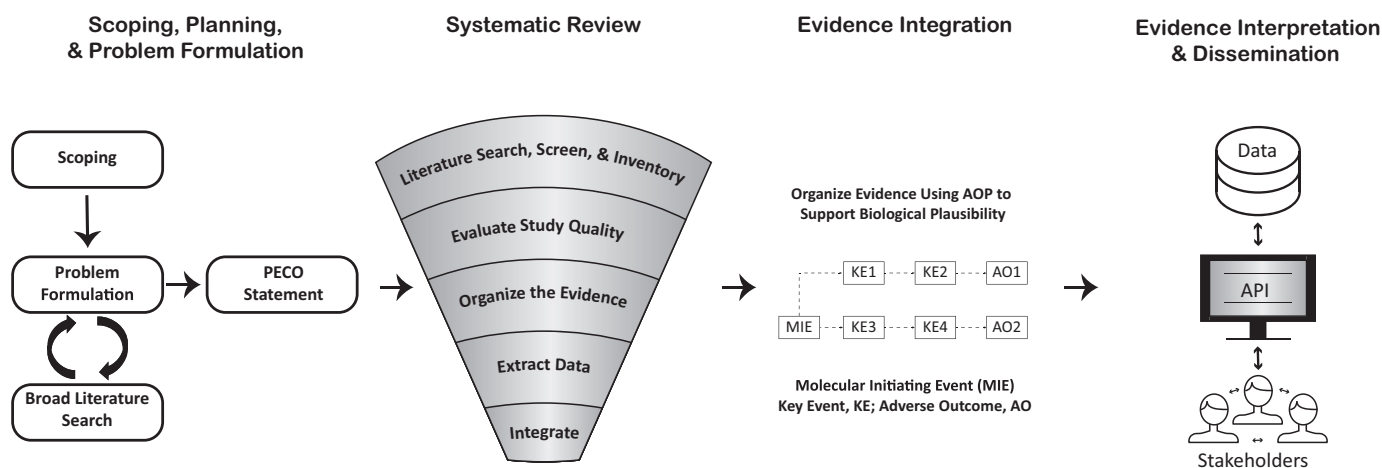 Scoping, Planning,
& Problem Formulation
Systematic Review
Evidence Integration
Evidence Interpretation
& Dissemination
Scoping
Problem
Formulation
PECO
Statement
Broad Literature
Search
Literature Search, Screen, & Inventory
Evaluate Study Quality
Organize the Evidence
Extract Data
Integrate
Organize Evidence Using AOP to
Support Biological Plausibility
KE1
KE2
AO1
MIE
KE3
KE4
AO2
Molecular Initiating Event (MIE)
Key Event, KE; Adverse Outcome, AO
Data
API
Stakeholders